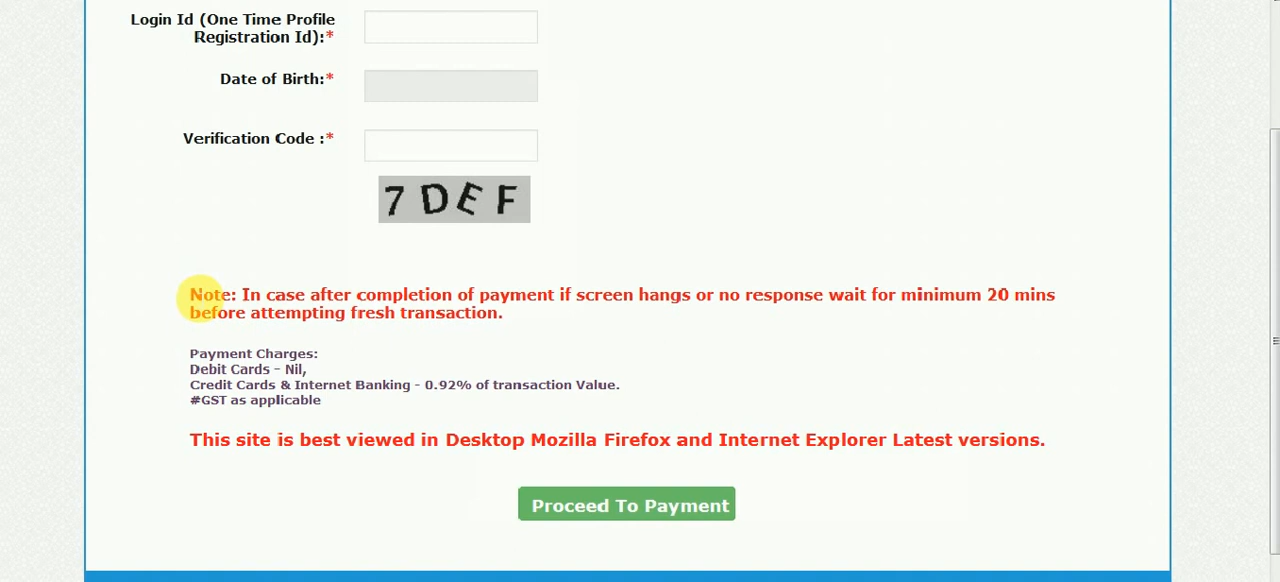 Login Id (One Time Profile
Registration Id):*
Date of Birth:*
Verification Code :*
7 D E F
Note: In case after completion of payment if screen hangs or no response wait for minimum 20 mins
before attempting fresh transaction.
Payment Charges:
Debit Cards - Nil,
Credit Cards & Internet Banking - 0.92% of transaction Value.
#GST as applicable
This site is best viewed in Desktop Mozilla Firefox and Internet Explorer Latest versions.
Proceed To Payment